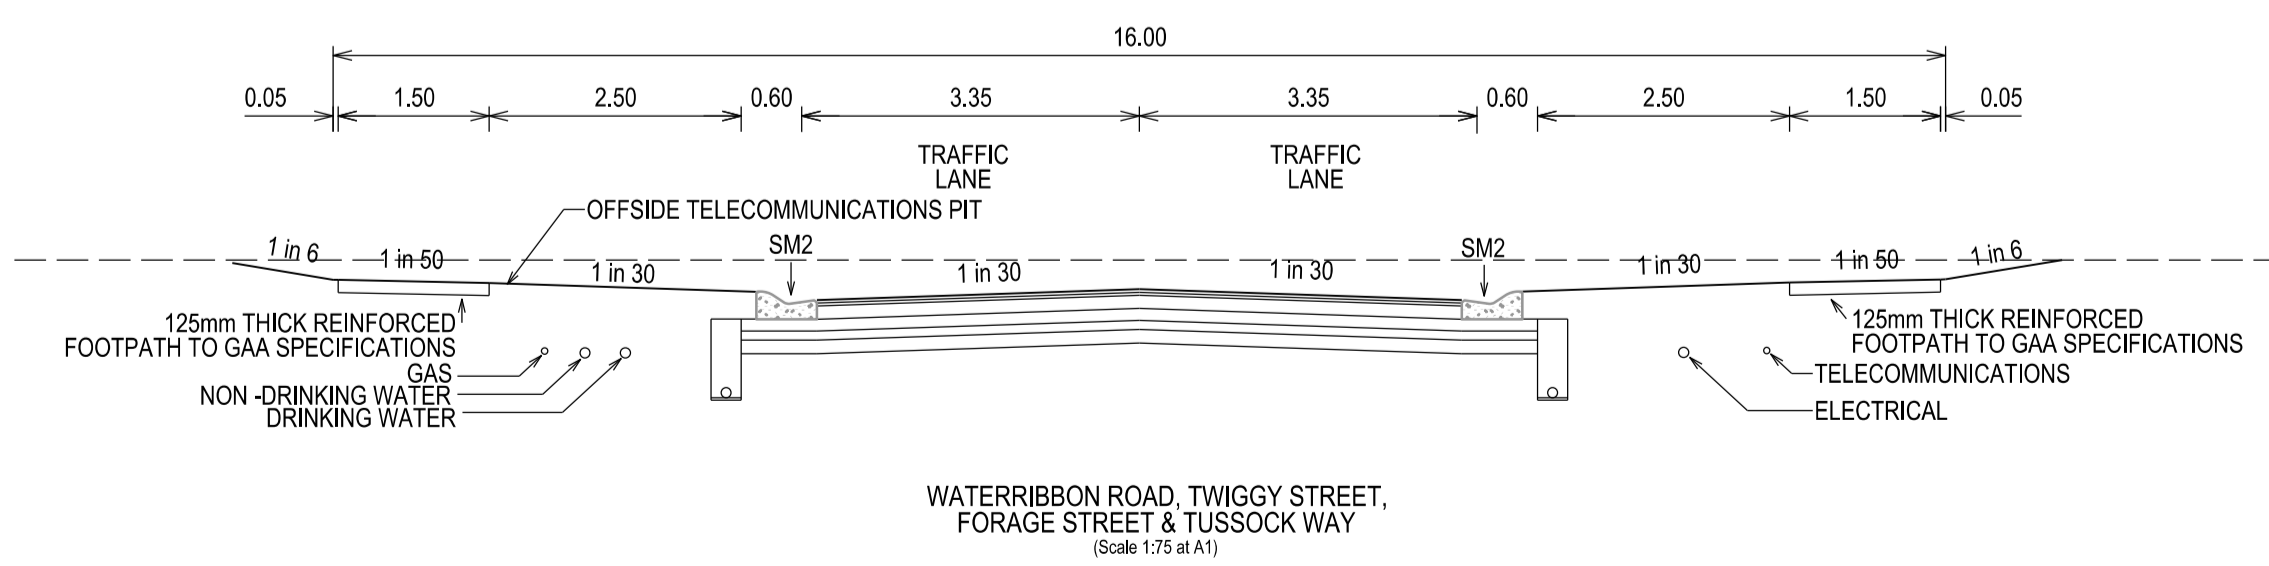 16.00
0.05 1.50 2.50 0.60 3.35 3.35 0.60 2.50 1.50 0.05
TRAFFIC
LANE
TRAFFIC
LANE
OFFSIDE TELECOMMUNICATIONS PIT
SM2
SM2
1 in 6 1 in 50 1 in 30 1 in 30 1 in 30 1 in 30 1 in 50 1 in 6
125mm THICK REINFORCED
FOOTPATH TO GAA SPECIFICATIONS
GAS
NON -DRINKING WATER
DRINKING WATER
125mm THICK REINFORCED
FOOTPATH TO GAA SPECIFICATIONS
TELECOMMUNICATIONS
ELECTRICAL
WATERRIBBON ROAD, TWIGGY STREET,
FORAGE STREET & TUSSOCK WAY
(Scale 1:75 at A1)